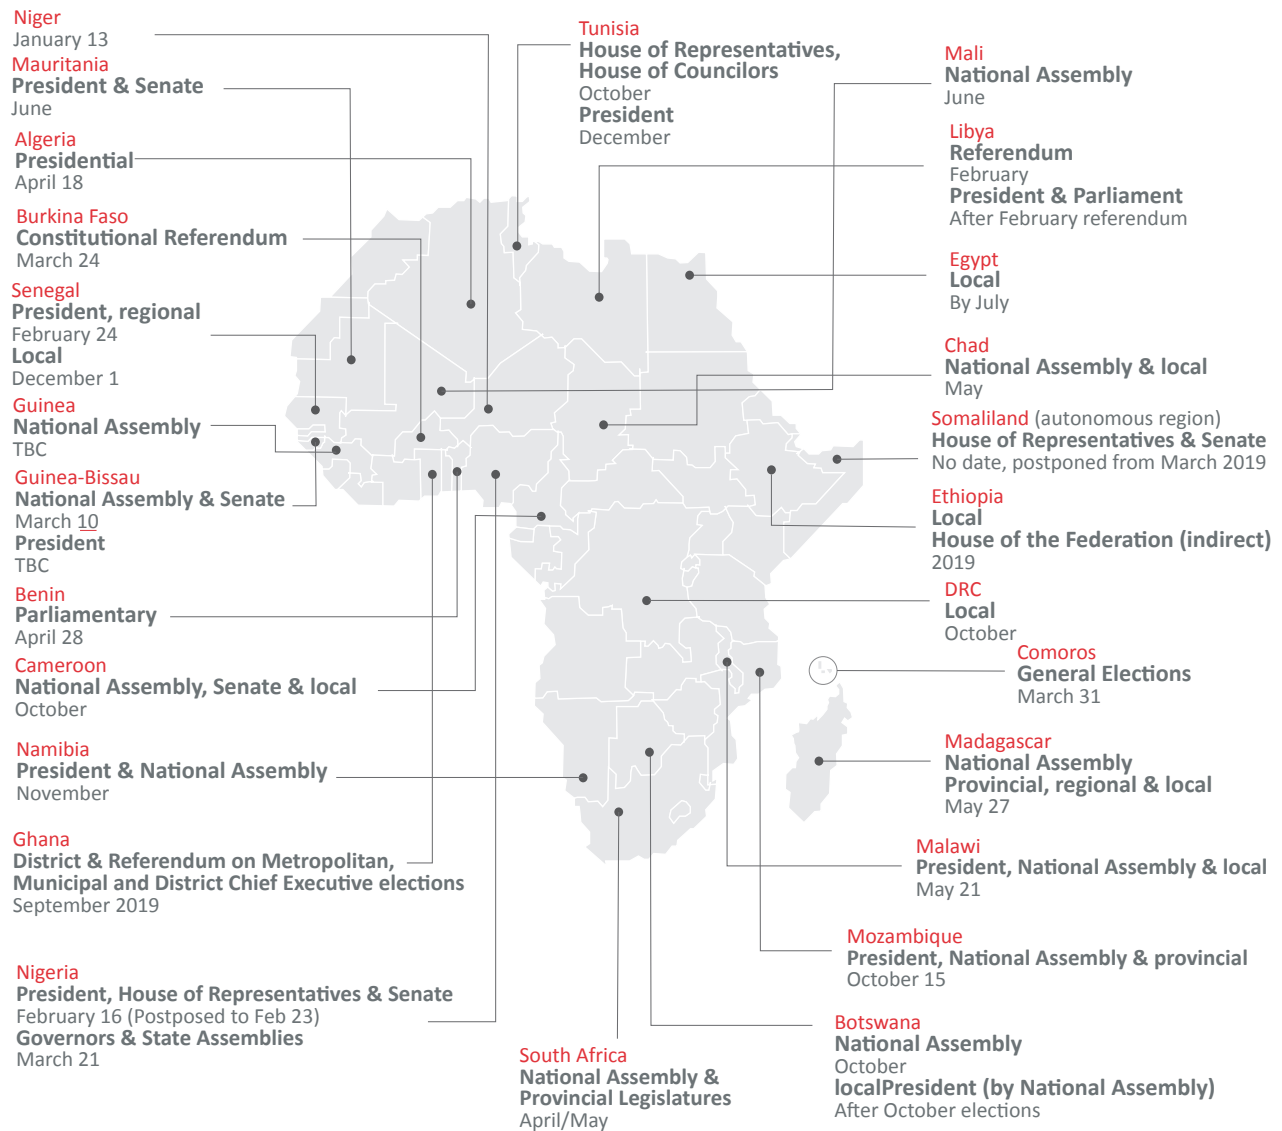 Niger
January 13
Mauritania
President & Senate
June
Algeria
Presidential
April 18
Burkina Faso
Constitutional Referendum
March 24
Senegal
President, regional
February 24
Local
December 1
Guinea
National Assembly
TBC
Guinea-Bissau
National Assembly & Senate
March 10
President
TBC
Benin
Parliamentary
April 28
Cameroon
National Assembly, Senate & local
October
Namibia
President & National Assembly
November
Ghana
District & Referendum on Metropolitan,
Municipal and District Chief Executive elections
September 2019
Nigeria
President, House of Representatives & Senate
February 16 (Postposed to Feb 23)
Governors & State Assemblies
March 21
Tunisia
House of Representatives,
House of Councilors
October
President
December
South Africa
National Assembly &
Provincial Legislatures
April/May
Mali
National Assembly
June
Libya
Referendum
February
President & Parliament
After February referendum
Egypt
Local
By July
Chad
National Assembly & local
May
Somaliland (autonomous region)
House of Representatives & Senate
No date, postponed from March 2019
Ethiopia
Local
House of the Federation (indirect)
2019
DRC
Local
October
Comoros
General Elections
March 31
Madagascar
National Assembly
Provincial, regional & local
May 27
Malawi
President, National Assembly & local
May 21
Mozambique
President, National Assembly & provincial
October 15
Botswana
National Assembly
October
localPresident (by National Assembly)
After October elections